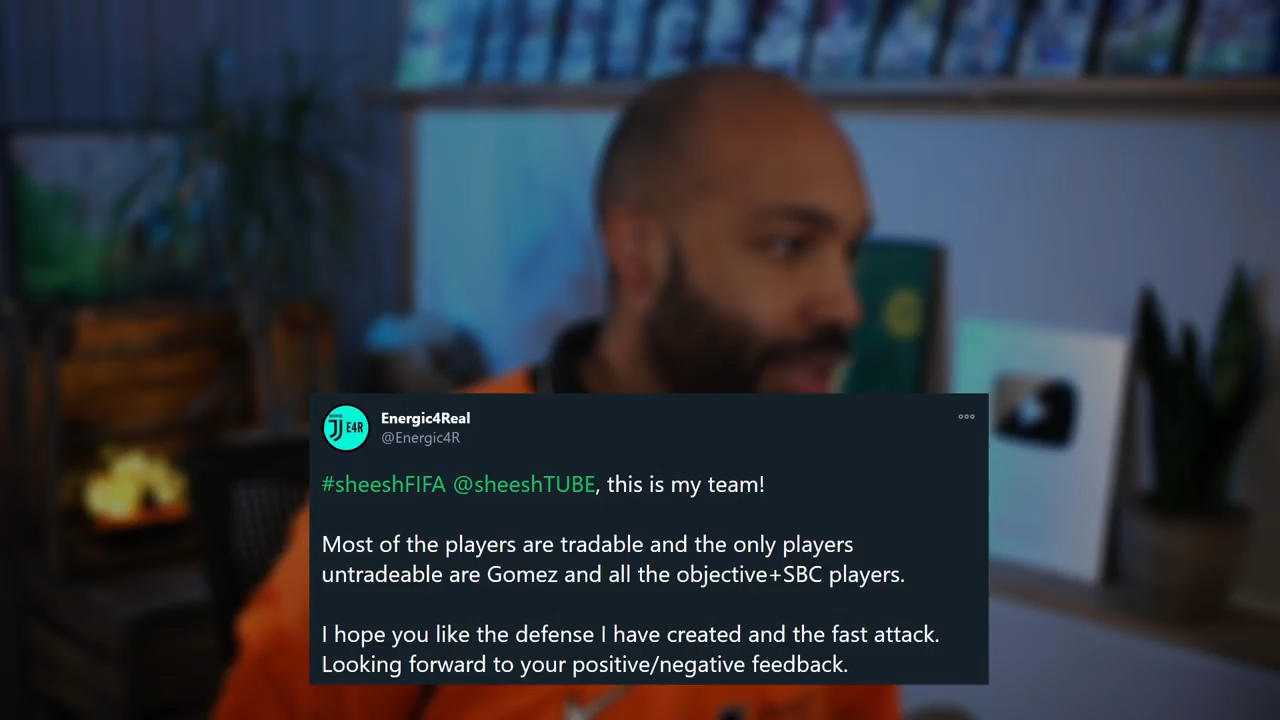 Energic4Real
@Energic4R
#sheeshFIFA @sheeshTUBE, this is my team!
Most of the players are tradable and the only players
untradeable are Gomez and all the objective+SBC players.
I hope you like the defense I have created and the fast attack.
Looking forward to your positive/negative feedback.
E4R